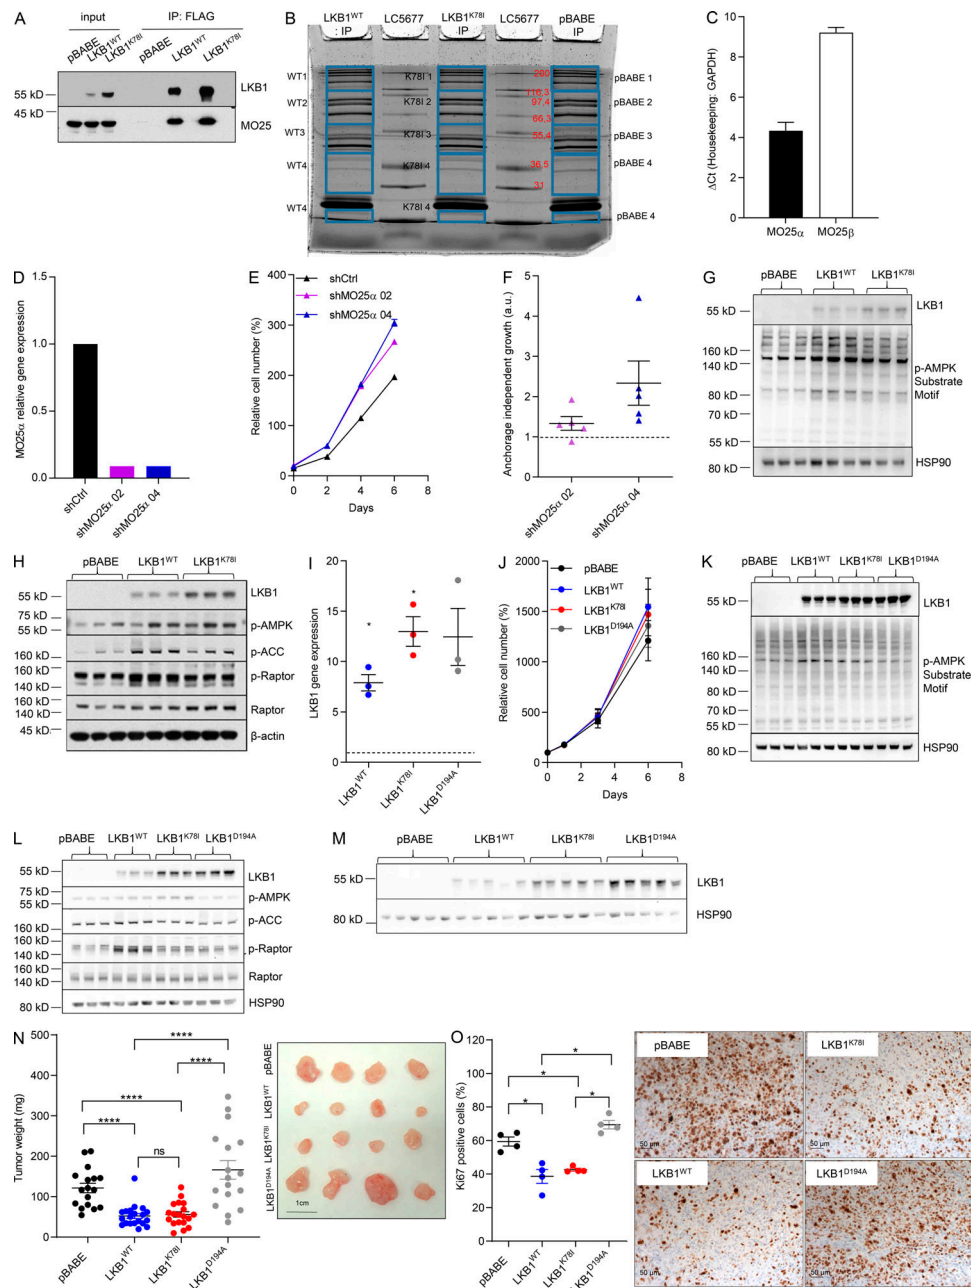 A
input
IP: FLAG
pBABE
LKB1WT
LKB1K78I
pBABE
LKB1WT
LKB1K78I
55 kD
45 kD
LKB1
MO25
B
LKB1WT : IP
LC5677
LKB1K78I IP
LC5677
pBABE IP
WT1
WT2
WT3
WT4
WT4
K78I 1
K78I 2
K78I 3
K78I 4
K78I 4
200
116.3
97.4
66.3
55.4
36.5
31
pBABE 1
pBABE 2
pBABE 3
pBABE 4
pBABE 4
C
ΔCt (Housekeeping: GAPDH)
10
8
6
4
2
0
MO25α
MO25β
D
MO25α relative gene expression
1.5
1.0
0.5
0.0
shCtrl
shMO25α 02
shMO25α 04
E
shCtrl
shMO25α 02
shMO25α 04
Relative cell number (%)
400
300
200
100
0
0 2 4 6 8
Days
F
Anchorage independent growth (a.u.)
5
4
3
2
1
0
shMO25α 02
shMO25α 04
G
pBABE
LKB1WT
LKB1K78I
55 kD
160 kD
140 kD
80 kD
70 kD
55 kD
80 kD
LKB1
p-AMPK
Substrate
Motif
HSP90
H
pBABE
LKB1WT
LKB1K78I
55 kD
75 kD
55 kD
160 kD
160 kD
140 kD
160 kD
140 kD
45 kD
LKB1
p-AMPK
p-ACC
p-Raptor
Raptor
β-actin
I
LKB1 gene expression
20
15
10
5
0
*
*
LKB1WT
LKB1K78I
LKB1D194A
J
pBABE
LKB1WT
LKB1K78I
LKB1D194A
Relative cell number (%)
2000
1500
1000
500
0
0 2 4 6 8
Days
K
pBABE
LKB1WT
LKB1K78I
LKB1D194A
55 kD
160 kD
140 kD
80 kD
70 kD
55 kD
80 kD
LKB1
p-AMPK
Substrate
Motif
HSP90
L
pBABE
LKB1WT
LKB1K78I
LKB1D194A
55 kD
75 kD
55 kD
160 kD
160 kD
140 kD
160 kD
140 kD
80 kD
LKB1
p-AMPK
p-ACC
p-Raptor
Raptor
HSP90
M
pBABE
LKB1WT
LKB1K78I
LKB1D194A
55 kD
80 kD
LKB1
HSP90
N
Tumor weight (mg)
500
400
300
200
100
0
****
****
****
****
ns
pBABE
LKB1WT
LKB1K78I
LKB1D194A
pBABE
LKB1WT
LKB1K78I
LKB1D194A
1cm
O
Ki67 positive cells (%)
100
80
60
40
20
0
*
*
*
*
pBABE
LKB1WT
LKB1K78I
LKB1D194A
pBABE
50 µm
LKB1K78I
50 µm
LKB1WT
50 µm
LKB1D194A
50 µm